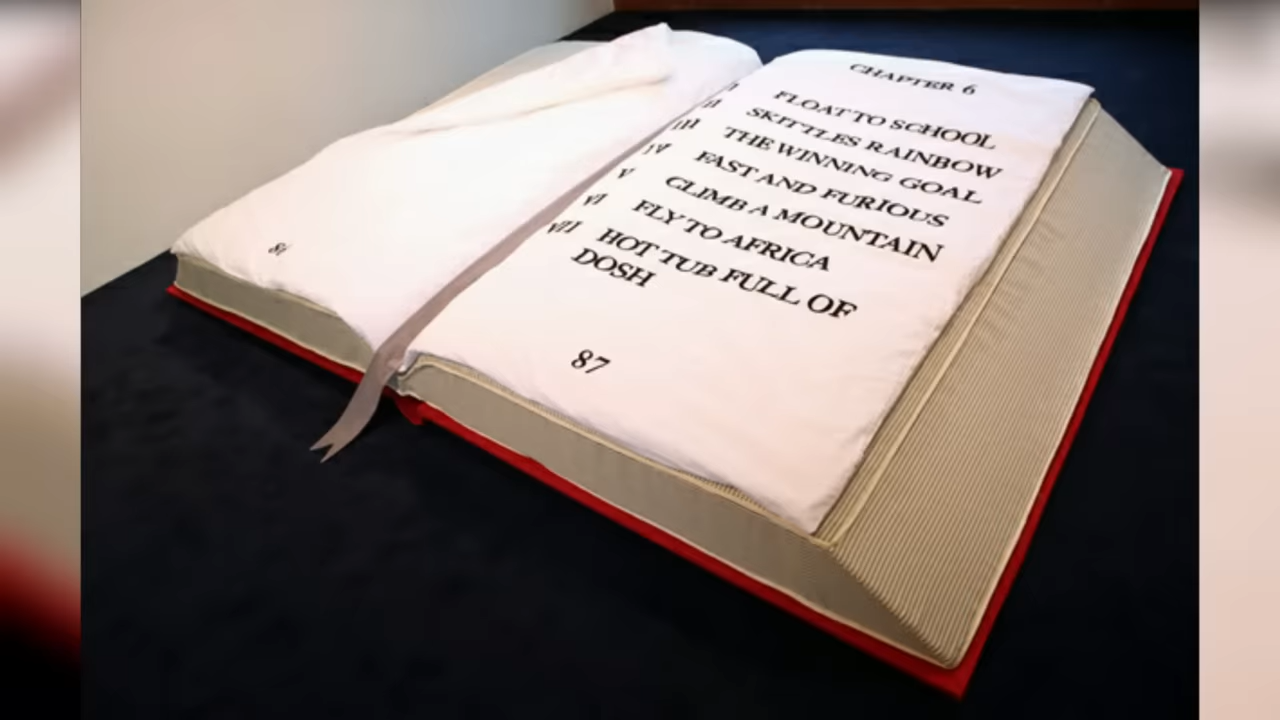 CHAPTER 6
I FLOAT TO SCHOOL
II SKITTLES RAINBOW
III THE WINNING GOAL
IV FAST AND FURIOUS
V CLIMB A MOUNTAIN
VI FLY TO AFRICA
VII HOT TUB FULL OF
DOSH
87